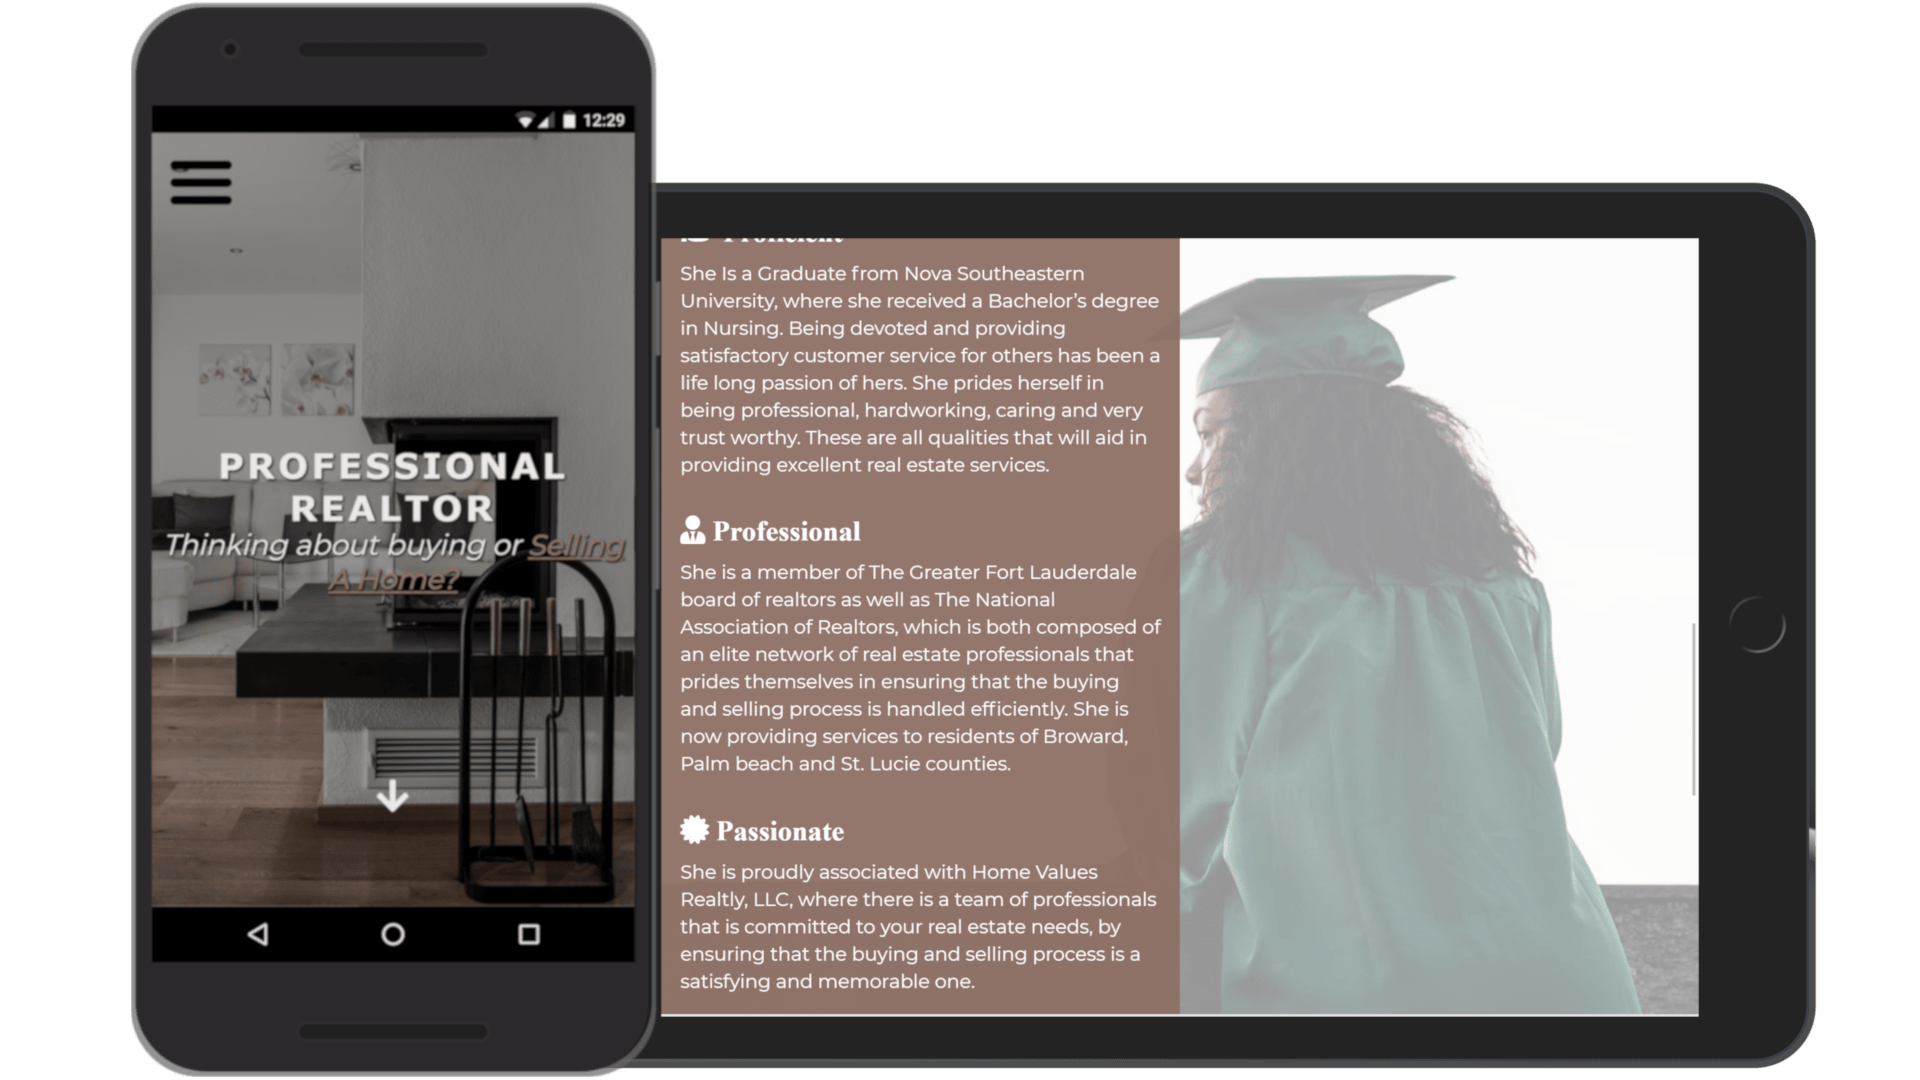 12:29
PROFESSIONAL
REALTOR
Thinking about buying or Selling
A Home?
Proficient
She Is a Graduate from Nova Southeastern
University, where she received a Bachelor’s degree
in Nursing. Being devoted and providing
satisfactory customer service for others has been a
life long passion of hers. She prides herself in
being professional, hardworking, caring and very
trust worthy. These are all qualities that will aid in
providing excellent real estate services.
Professional
She is a member of The Greater Fort Lauderdale
board of realtors as well as The National
Association of Realtors, which is both composed of
an elite network of real estate professionals that
prides themselves in ensuring that the buying
and selling process is handled efficiently. She is
now providing services to residents of Broward,
Palm beach and St. Lucie counties.
Passionate
She is proudly associated with Home Values
Realtly, LLC, where there is a team of professionals
that is committed to your real estate needs, by
ensuring that the buying and selling process is a
satisfying and memorable one.